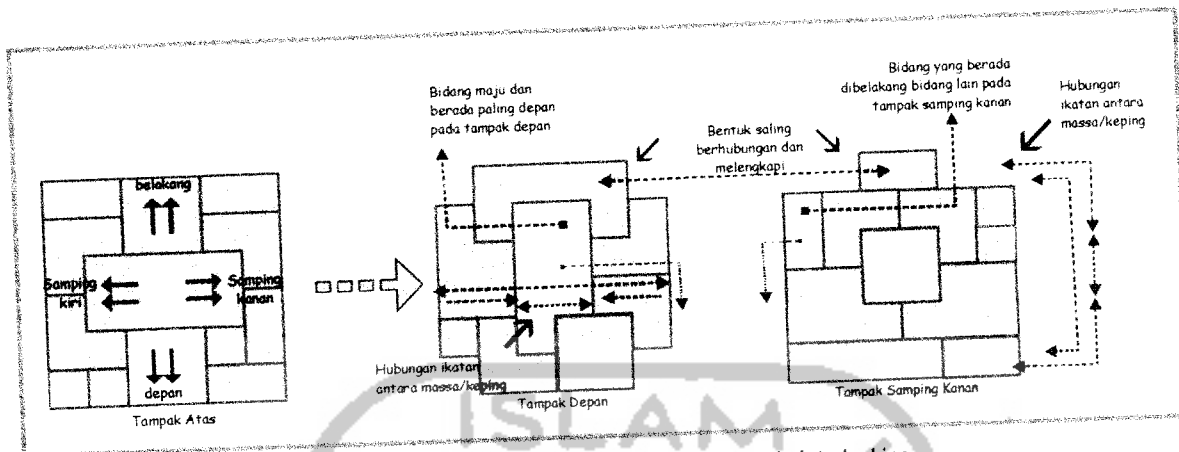 Bidang maju dan
berada paling depan
pada tampak depan
Bentuk saling
berhubungan dan
melengkapi
Bidang yang berada
dibelakang bidang lain pada
tampak samping kanan
Hubungan
ikatan antara
massa/keping
belakang
Samping
kiri
Samping
kanan
depan
Tampak Atas
Hubungan ikatan
antara massa/keping
Tampak Depan
Tampak Samping Kanan
ISLAM